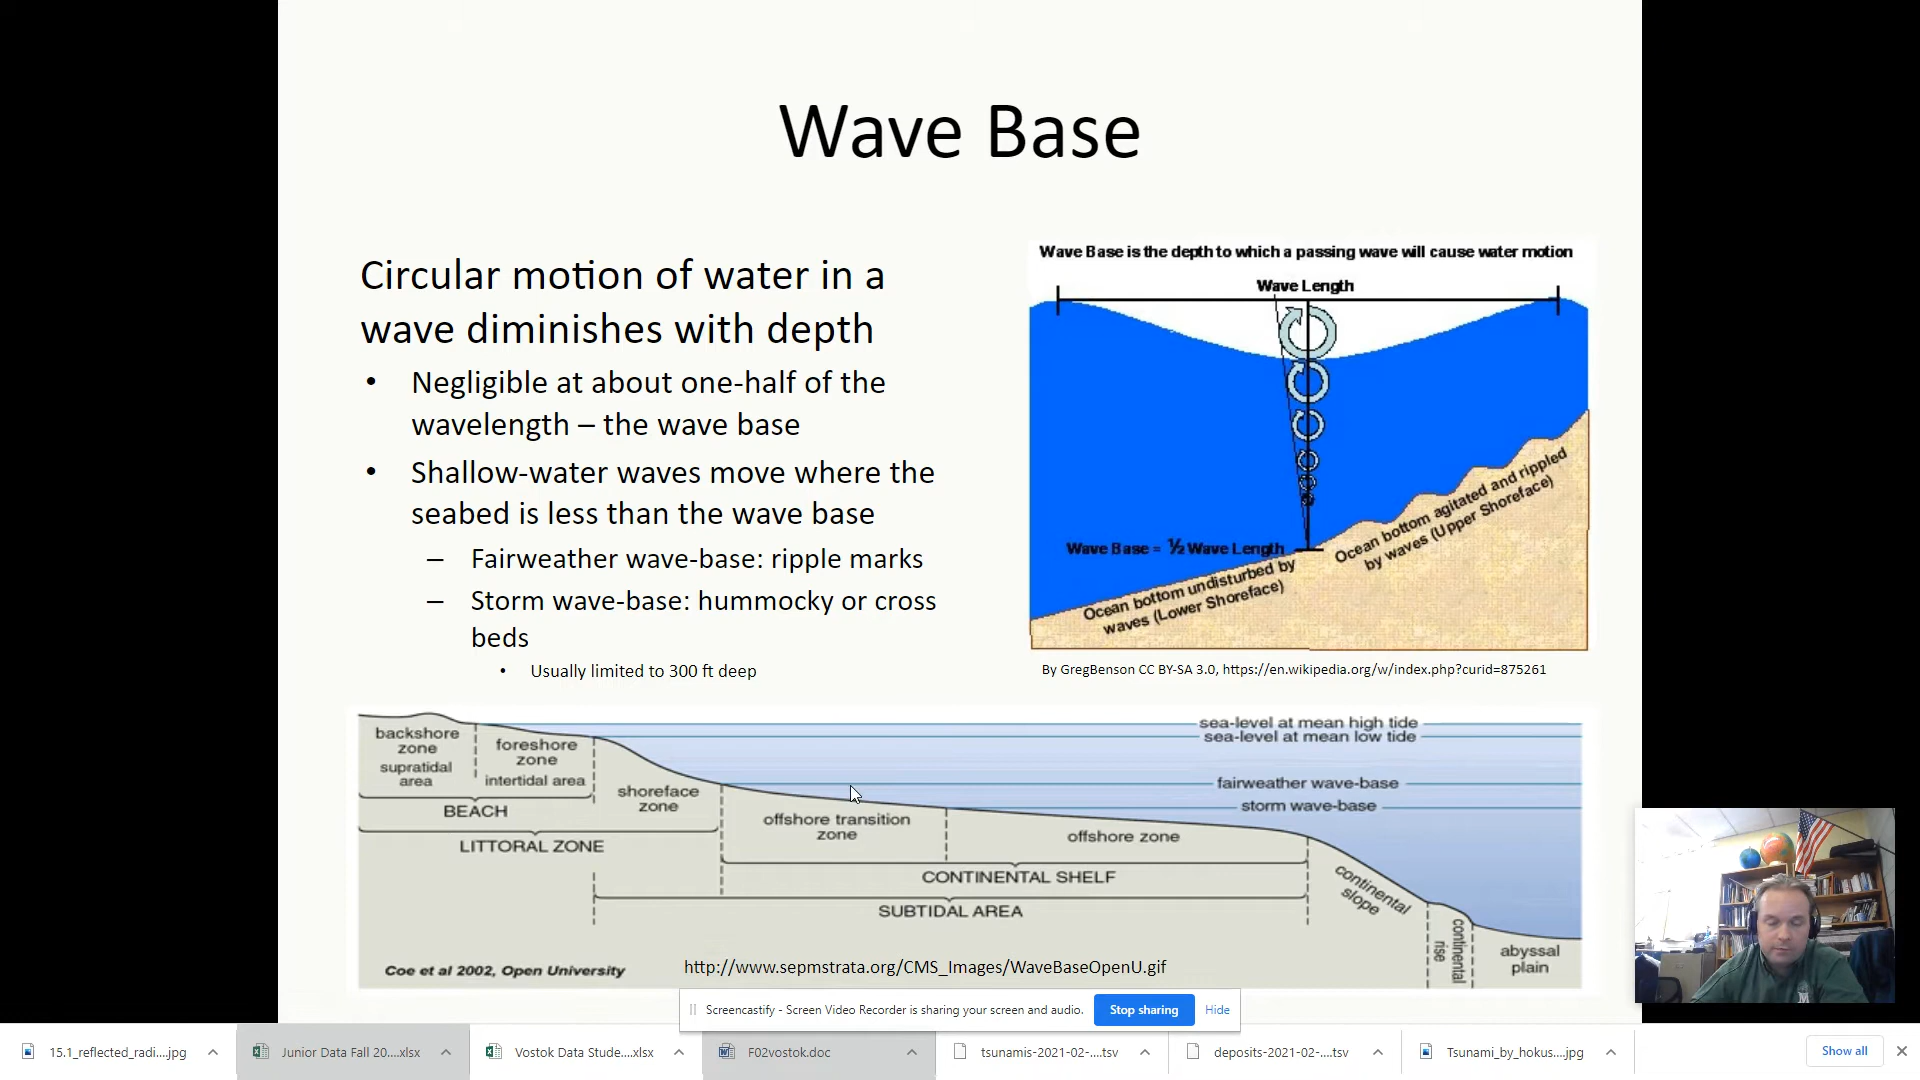 Wave Base
Circular motion of water in a
wave diminishes with depth
• Negligible at about one-half of the
wavelength – the wave base
• Shallow-water waves move where the
seabed is less than the wave base
– Fairweather wave-base: ripple marks
– Storm wave-base: hummocky or cross
beds
• Usually limited to 300 ft deep
Wave Base is the depth to which a passing wave will cause water motion
Wave Length
Wave Base = ½ Wave Length
Ocean bottom undisturbed by
waves (Lower Shoreface)
Ocean bottom agitated and rippled
by waves (Upper Shoreface)
By GregBenson CC BY-SA 3.0, https://en.wikipedia.org/w/index.php?curid=875261
backshore
zone
supratidal
area
foreshore
zone
intertidal area
BEACH
shoreface
zone
LITTORAL ZONE
sea-level at mean high tide
sea-level at mean low tide
fairweather wave-base
storm wave-base
offshore transition
zone
offshore zone
CONTINENTAL SHELF
SUBTIDAL AREA
continental
slope
continental
rise
abyssal
plain
Coe et al 2002, Open University
http://www.sepmstrata.org/CMS_Images/WaveBaseOpenU.gif
Screencastify - Screen Video Recorder is sharing your screen and audio.
Stop sharing
Hide
15.1_reflected_radi....jpg
Junior Data Fall 20....xlsx
Vostok Data Stude....xlsx
F02vostok.doc
tsunamis-2021-02-....tsv
deposits-2021-02-....tsv
Tsunami_by_hokus....jpg
Show all